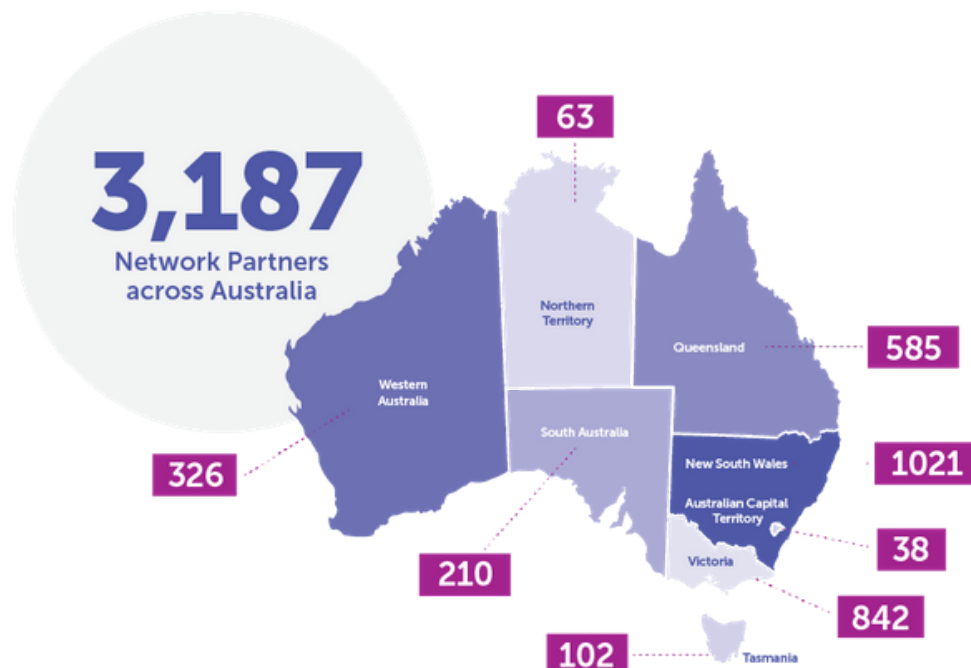 63
3,187
Network Partners
across Australia
Northern
Territory
Queensland
585
Western
Australia
South Australia
326
New South Wales
1021
Australian Capital
Territory
38
210
Victoria
842
102
Tasmania